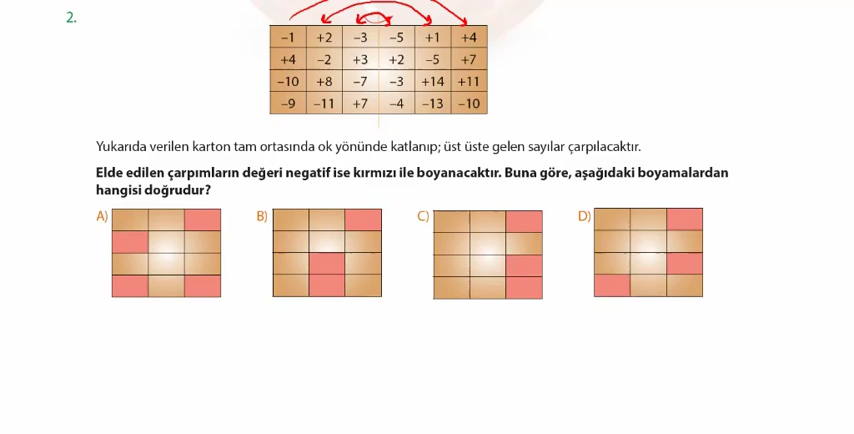 2.
–1 +2 –3 –5 +1 +4
+4 –2 +3 +2 –5 +7
–10 +8 –7 –3 +14 +11
–9 –11 +7 –4 –13 –10
Yukarıda verilen karton tam ortasında ok yönünde katlanıp; üst üste gelen sayılar çarpılacaktır.
Elde edilen çarpımların değeri negatif ise kırmızı ile boyanacaktır. Buna göre, aşağıdaki boyamalardan
hangisi doğrudur?
A) B) C) D)